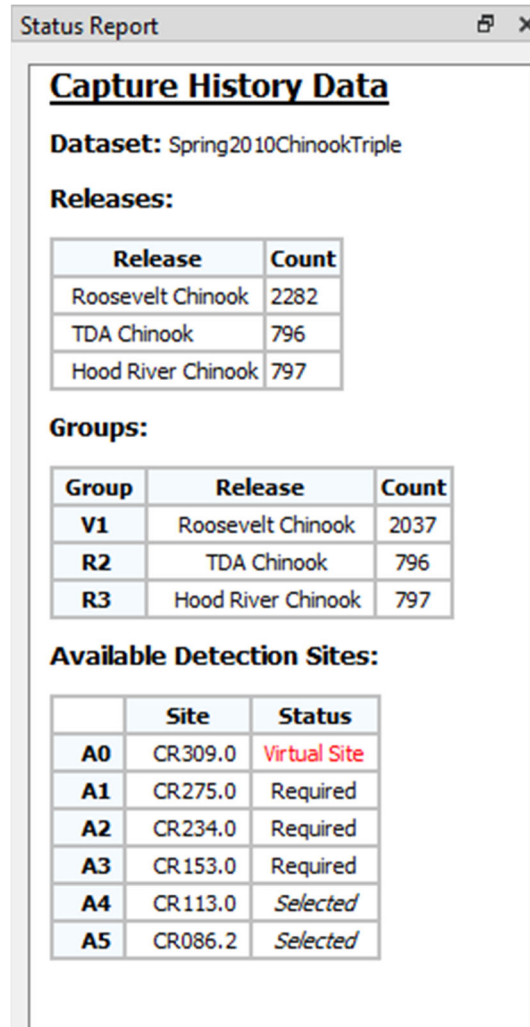 Status Report
Capture History Data
Dataset: Spring2010ChinookTriple
Releases:
Release Count
Roosevelt Chinook 2282
TDA Chinook 796
Hood River Chinook 797
Groups:
Group Release Count
V1 Roosevelt Chinook 2037
R2 TDA Chinook 796
R3 Hood River Chinook 797
Available Detection Sites:
Site Status
A0 CR309.0 Virtual Site
A1 CR275.0 Required
A2 CR234.0 Required
A3 CR153.0 Required
A4 CR113.0 Selected
A5 CR086.2 Selected